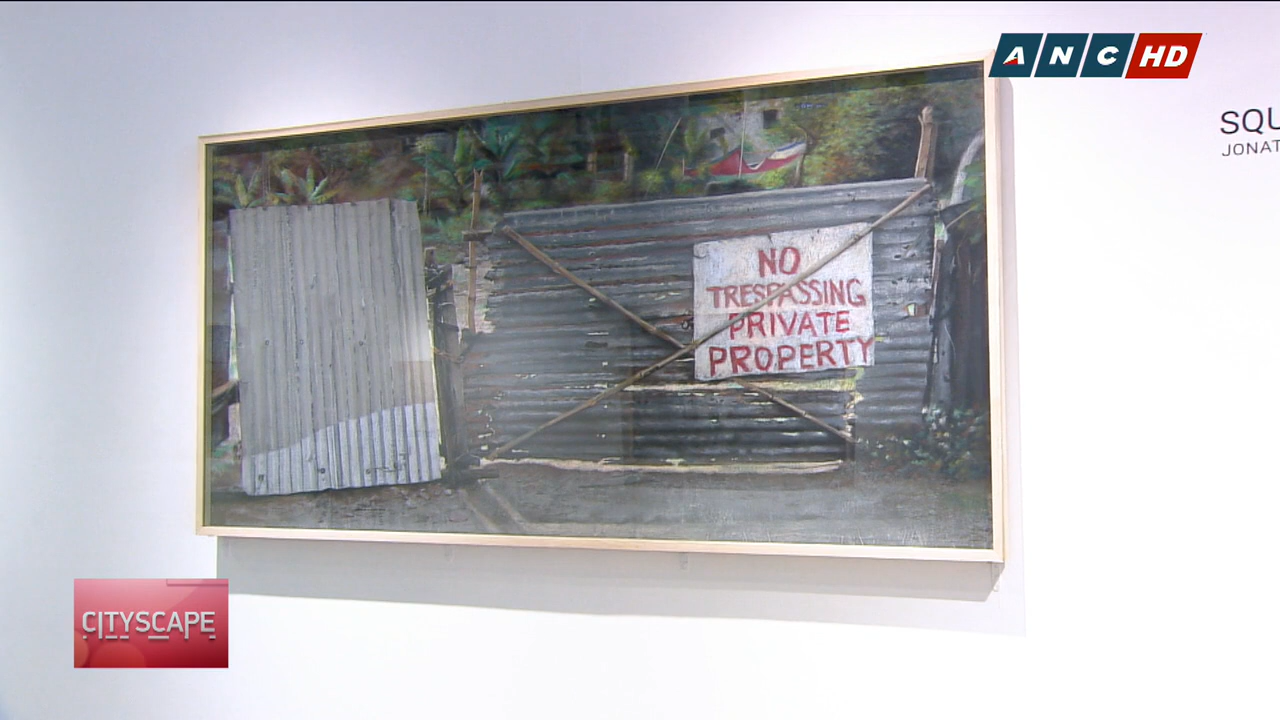 ANC HD
SQU
JONAT
NO
TRESPASSING
PRIVATE
PROPERTY
CITYSCAPE